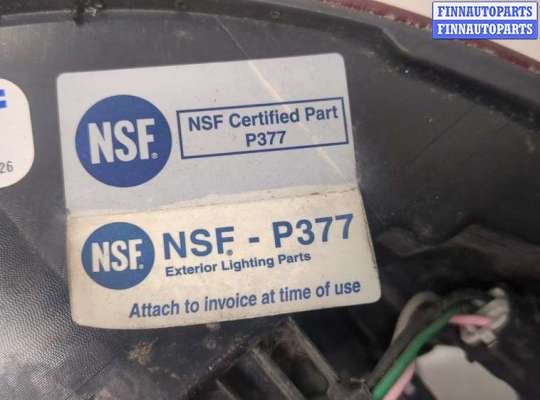 FINNAUTOPARTS
FINNAUTOPARTS
NSF®
NSF Certified Part
P377
26
NSF®
NSF® - P377
Exterior Lighting Parts
Attach to invoice at time of use